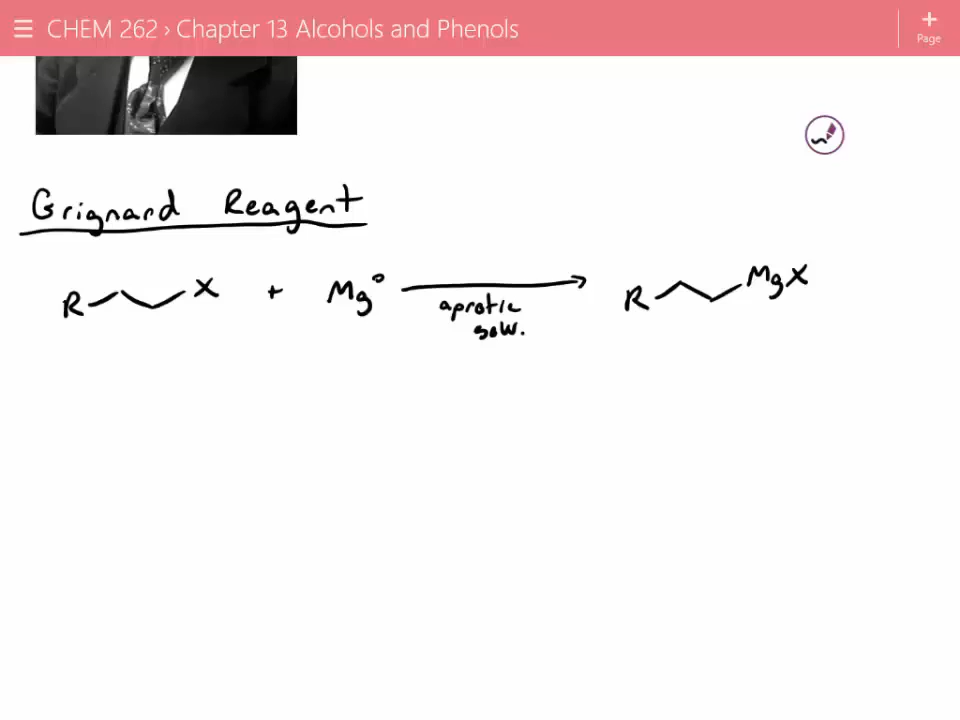 CHEM 262 › Chapter 13 Alcohols and Phenols
+
Page
Grignard Reagent
R X + Mg° R MgX
aprotic
solv.